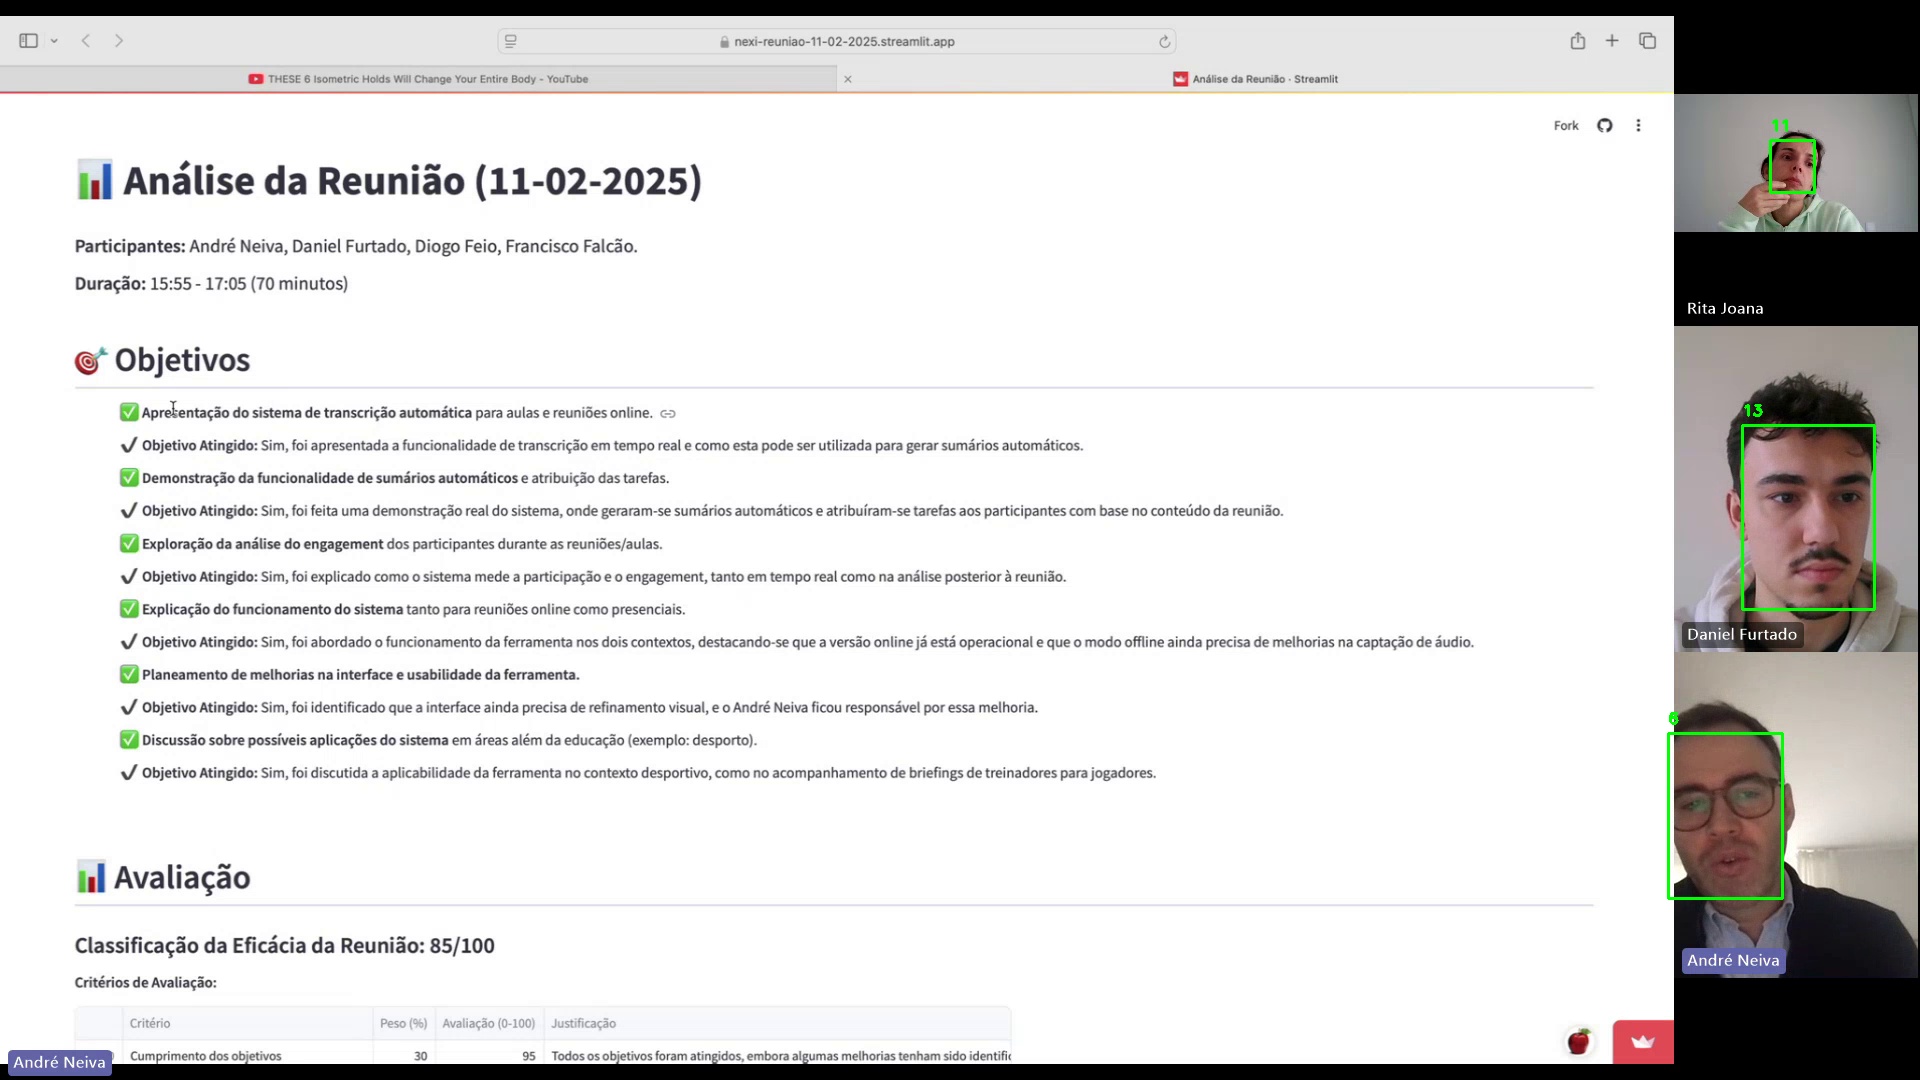 nexi-reuniao-11-02-2025.streamlit.app
THESE 6 Isometric Holds Will Change Your Entire Body - YouTube
Análise da Reunião · Streamlit
Fork
📊 Análise da Reunião (11-02-2025)
Participantes: André Neiva, Daniel Furtado, Diogo Feio, Francisco Falcão.
Duração: 15:55 - 17:05 (70 minutos)
🎯 Objetivos
✅ Apresentação do sistema de transcrição automática para aulas e reuniões online.
✔ Objetivo Atingido: Sim, foi apresentada a funcionalidade de transcrição em tempo real e como esta pode ser utilizada para gerar sumários automáticos.
✅ Demonstração da funcionalidade de sumários automáticos e atribuição das tarefas.
✔ Objetivo Atingido: Sim, foi feita uma demonstração real do sistema, onde geraram-se sumários automáticos e atribuíram-se tarefas aos participantes com base no conteúdo da reunião.
✅ Exploração da análise do engagement dos participantes durante as reuniões/aulas.
✔ Objetivo Atingido: Sim, foi explicado como o sistema mede a participação e o engagement, tanto em tempo real como na análise posterior à reunião.
✅ Explicação do funcionamento do sistema tanto para reuniões online como presenciais.
✔ Objetivo Atingido: Sim, foi abordado o funcionamento da ferramenta nos dois contextos, destacando-se que a versão online já está operacional e que o modo offline ainda precisa de melhorias na captação de áudio.
✅ Planeamento de melhorias na interface e usabilidade da ferramenta.
✔ Objetivo Atingido: Sim, foi identificado que a interface ainda precisa de refinamento visual, e o André Neiva ficou responsável por essa melhoria.
✅ Discussão sobre possíveis aplicações do sistema em áreas além da educação (exemplo: desporto).
✔ Objetivo Atingido: Sim, foi discutida a aplicabilidade da ferramenta no contexto desportivo, como no acompanhamento de briefings de treinadores para jogadores.
📊 Avaliação
Classificação da Eficácia da Reunião: 85/100
Critérios de Avaliação:
Critério Peso (%) Avaliação (0-100) Justificação
Cumprimento dos objetivos 30 95 Todos os objetivos foram atingidos, embora algumas melhorias tenham sido identific
André Neiva
11
Rita Joana
13
Daniel Furtado
6
André Neiva